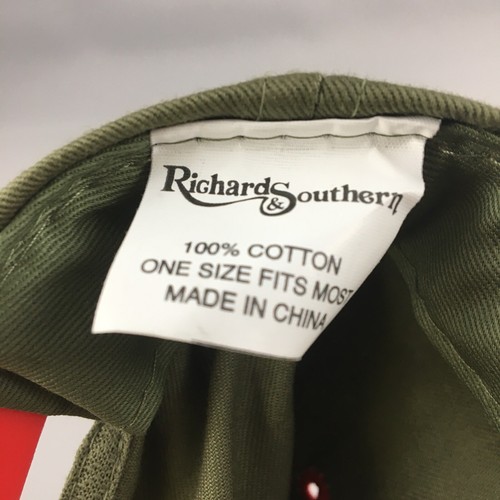 Richard & Southern
100% COTTON
ONE SIZE FITS MOST
MADE IN CHINA